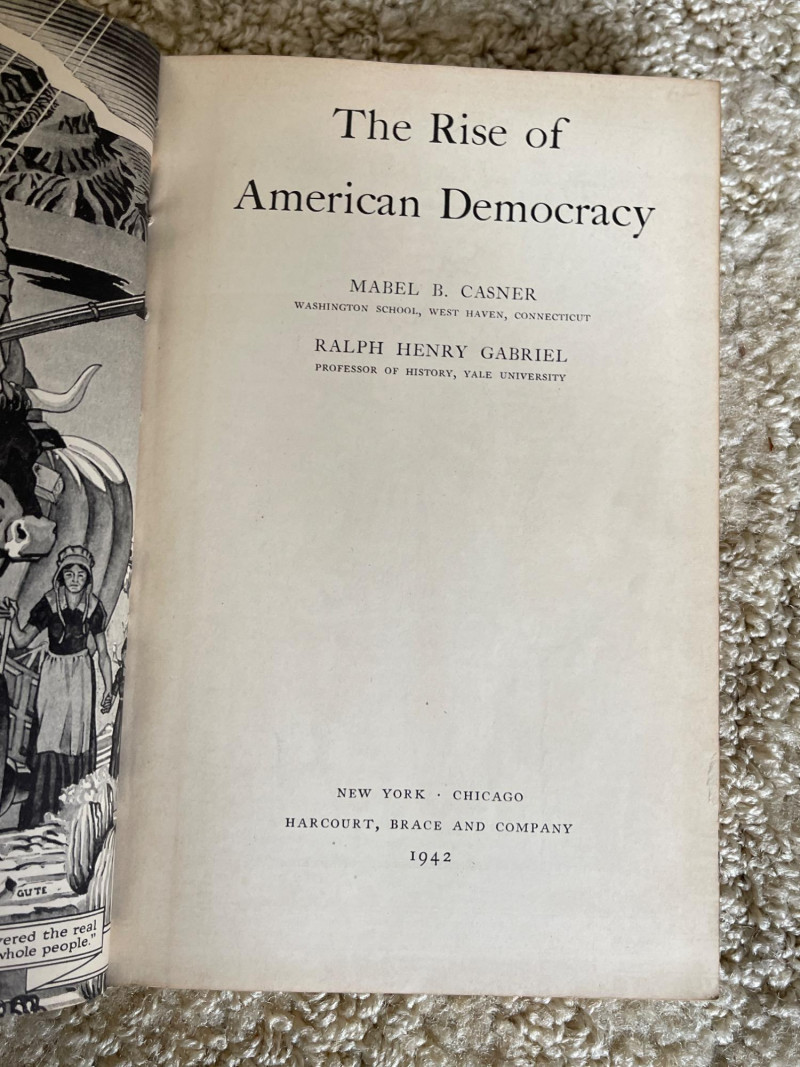 GUTE
vered the real
whole people."
The Rise of
American Democracy
MABEL B. CASNER
WASHINGTON SCHOOL, WEST HAVEN, CONNECTICUT
RALPH HENRY GABRIEL
PROFESSOR OF HISTORY, YALE UNIVERSITY
NEW YORK · CHICAGO
HARCOURT, BRACE AND COMPANY
1942